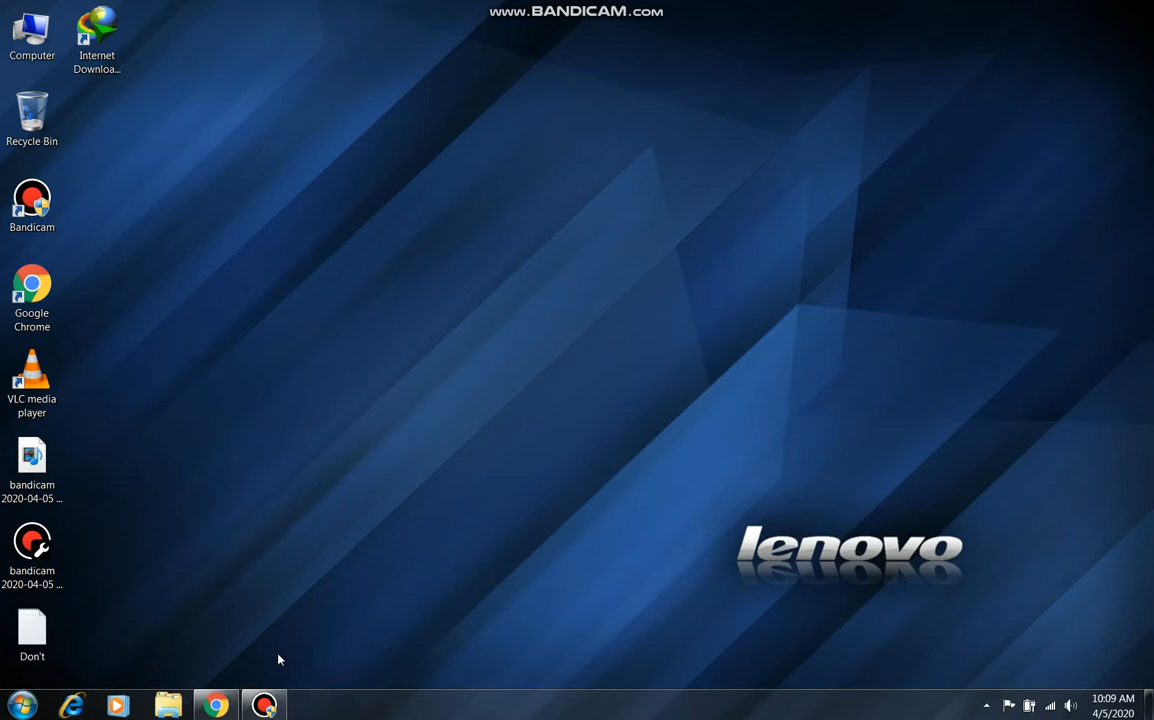 www.BANDICAM.com
Computer
Internet
Downloa...
Recycle Bin
Bandicam
Google
Chrome
VLC media
player
bandicam
2020-04-05 ...
bandicam
2020-04-05 ...
Don't
lenovo
10:09 AM
4/5/2020